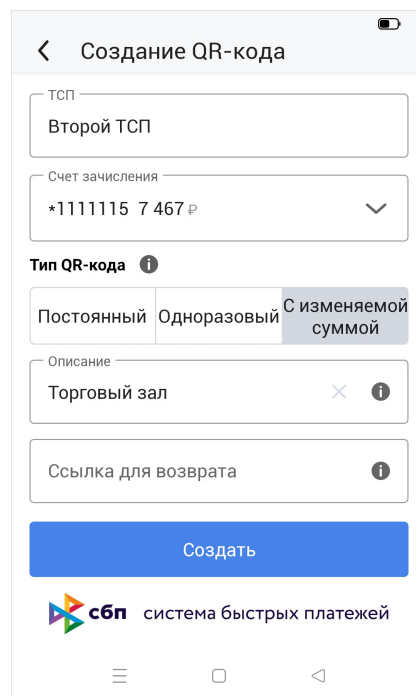 Создание QR-кода
ТСП
Второй ТСП
Счет зачисления
*1111115 7 467 ₽
Тип QR-кода
Постоянный
Одноразовый
С изменяемой
суммой
Описание
Торговый зал
Ссылка для возврата
Создать
сбп система быстрых платежей